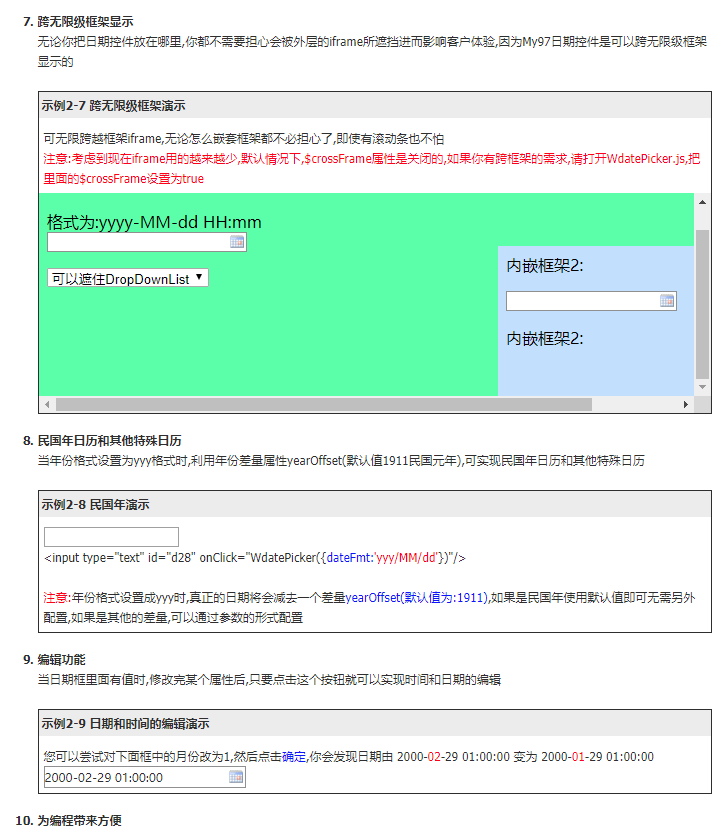 7. 跨无限级框架显示
无论你把日期控件放在哪里,你都不需要担心会被外层的iframe所遮挡进而影响客户体验,因为My97日期控件是可以跨无限级框架
显示的
示例2-7 跨无限级框架演示
可无限跨越框架iframe,无论怎么嵌套框架都不必担心了,即使有滚动条也不怕
注意:考虑到现在iframe用的越来越少,默认情况下,$crossFrame属性是关闭的,如果你有跨框架的需求,请打开WdatePicker.js,把
里面的$crossFrame设置为true
格式为:yyyy-MM-dd HH:mm
可以遮住DropDownList
内嵌框架2:
内嵌框架2:
8. 民国年日历和其他特殊日历
当年份格式设置为yyy格式时,利用年份差量属性yearOffset(默认值1911民国元年),可实现民国年日历和其他特殊日历
示例2-8 民国年演示
<input type="text" id="d28" onClick="WdatePicker({dateFmt:'yyy/MM/dd'})"/>
注意:年份格式设置成yyy时,真正的日期将会减去一个差量yearOffset(默认值为:1911),如果是民国年使用默认值即可无需另外
配置,如果是其他的差量,可以通过参数的形式配置
9. 编辑功能
当日期框里面有值时,修改完某个属性后,只要点击这个按钮就可以实现时间和日期的编辑
示例2-9 日期和时间的编辑演示
您可以尝试对下面框中的月份改为1,然后点击确定,你会发现日期由 2000-02-29 01:00:00 变为 2000-01-29 01:00:00
2000-02-29 01:00:00
10. 为编程带来方便